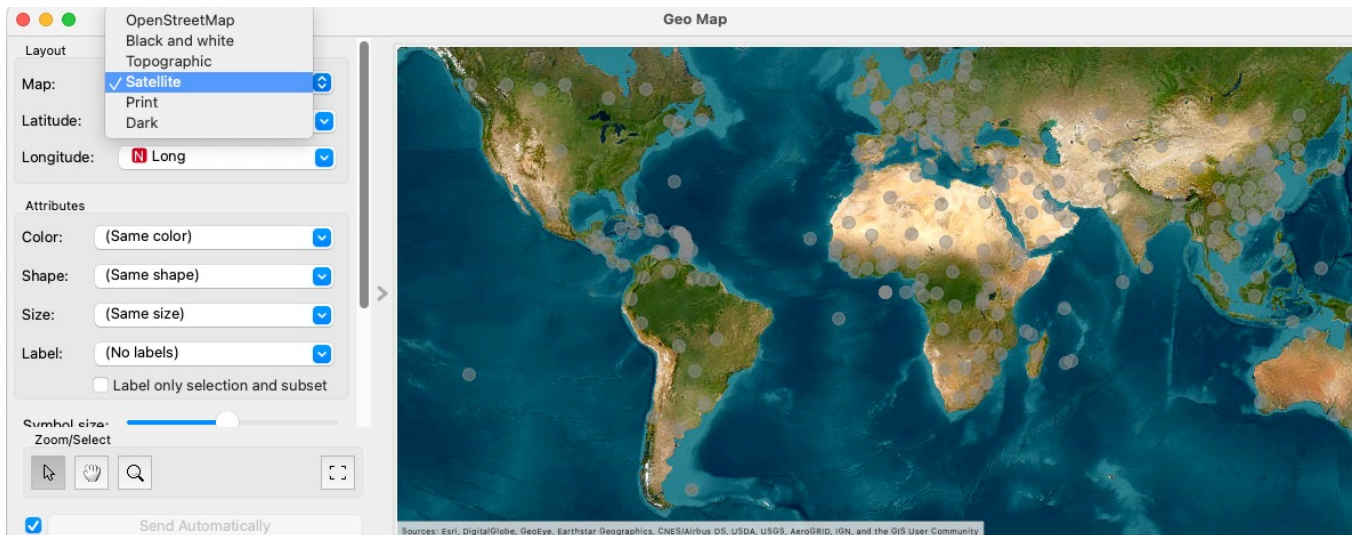 Geo Map
OpenStreetMap
Black and white
Topographic
✓ Satellite
Print
Dark
Layout
Map:
Latitude:
Longitude:
N Long
Attributes
Color:
(Same color)
Shape:
(Same shape)
Size:
(Same size)
Label:
(No labels)
Label only selection and subset
Symbol size:
Zoom/Select
Send Automatically
Sources: Esri, DigitalGlobe, GeoEye, Earthstar Geographics, CNES/Airbus DS, USDA, USGS, AeroGRID, IGN, and the GIS User Community